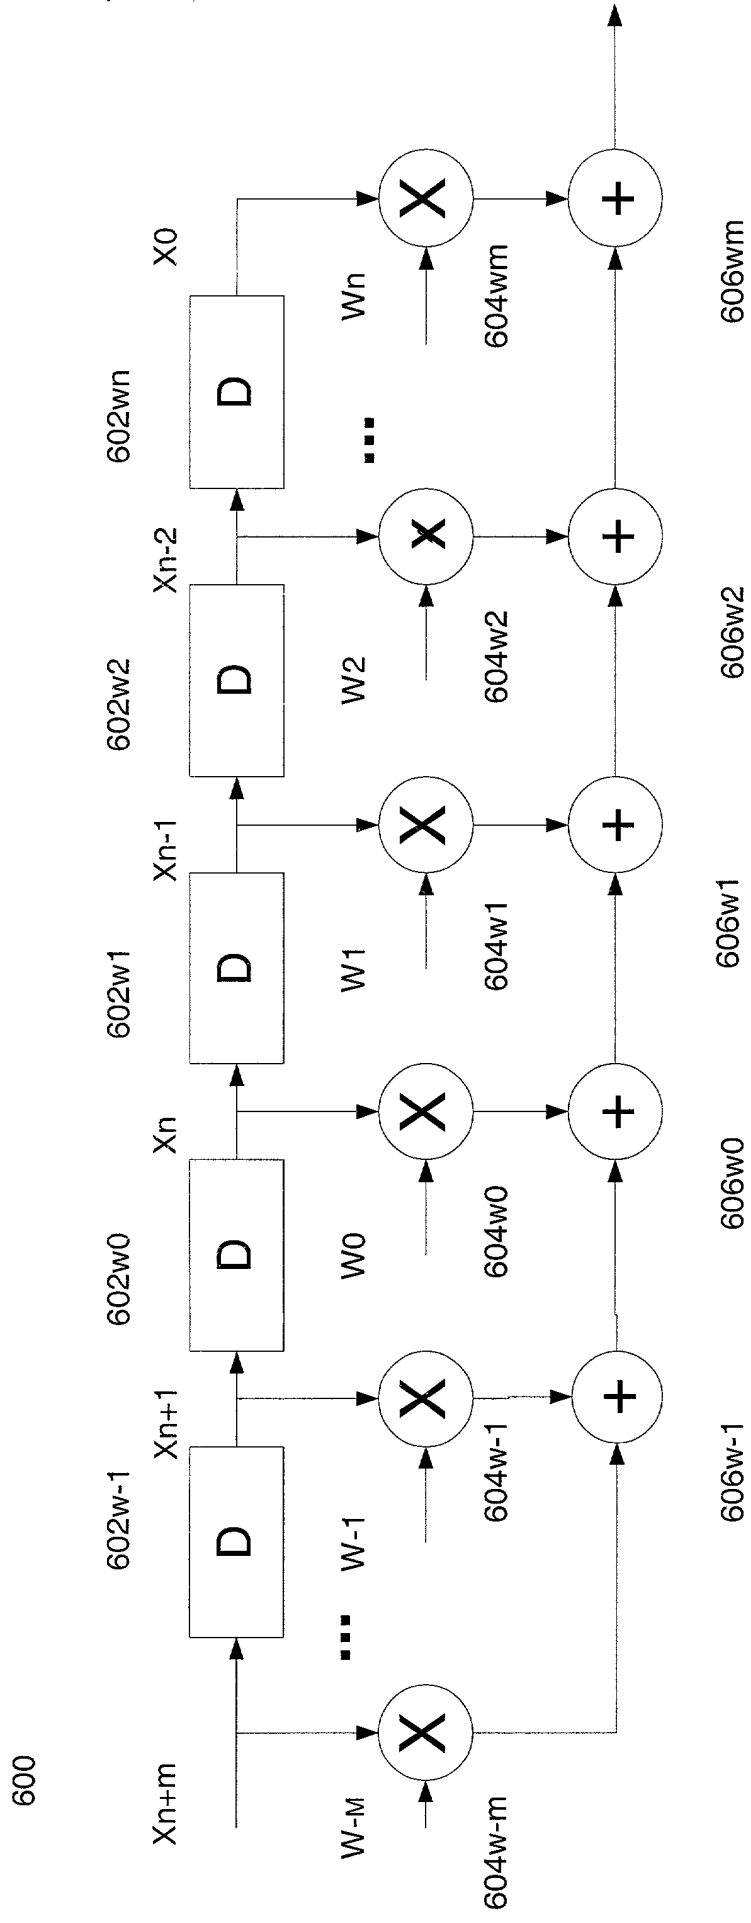 600
602w-1 602w0 602w1 602w2 602wn
Xn+m Xn+1 Xn Xn-1 Xn-2 X0
D D D D D
W-M ... W-1 W0 W1 W2 ... Wn
X X X X x X
604w-m 604w-1 604w0 604w1 604w2 604wm
+ + + + +
606w-1 606w0 606w1 606w2 606wm